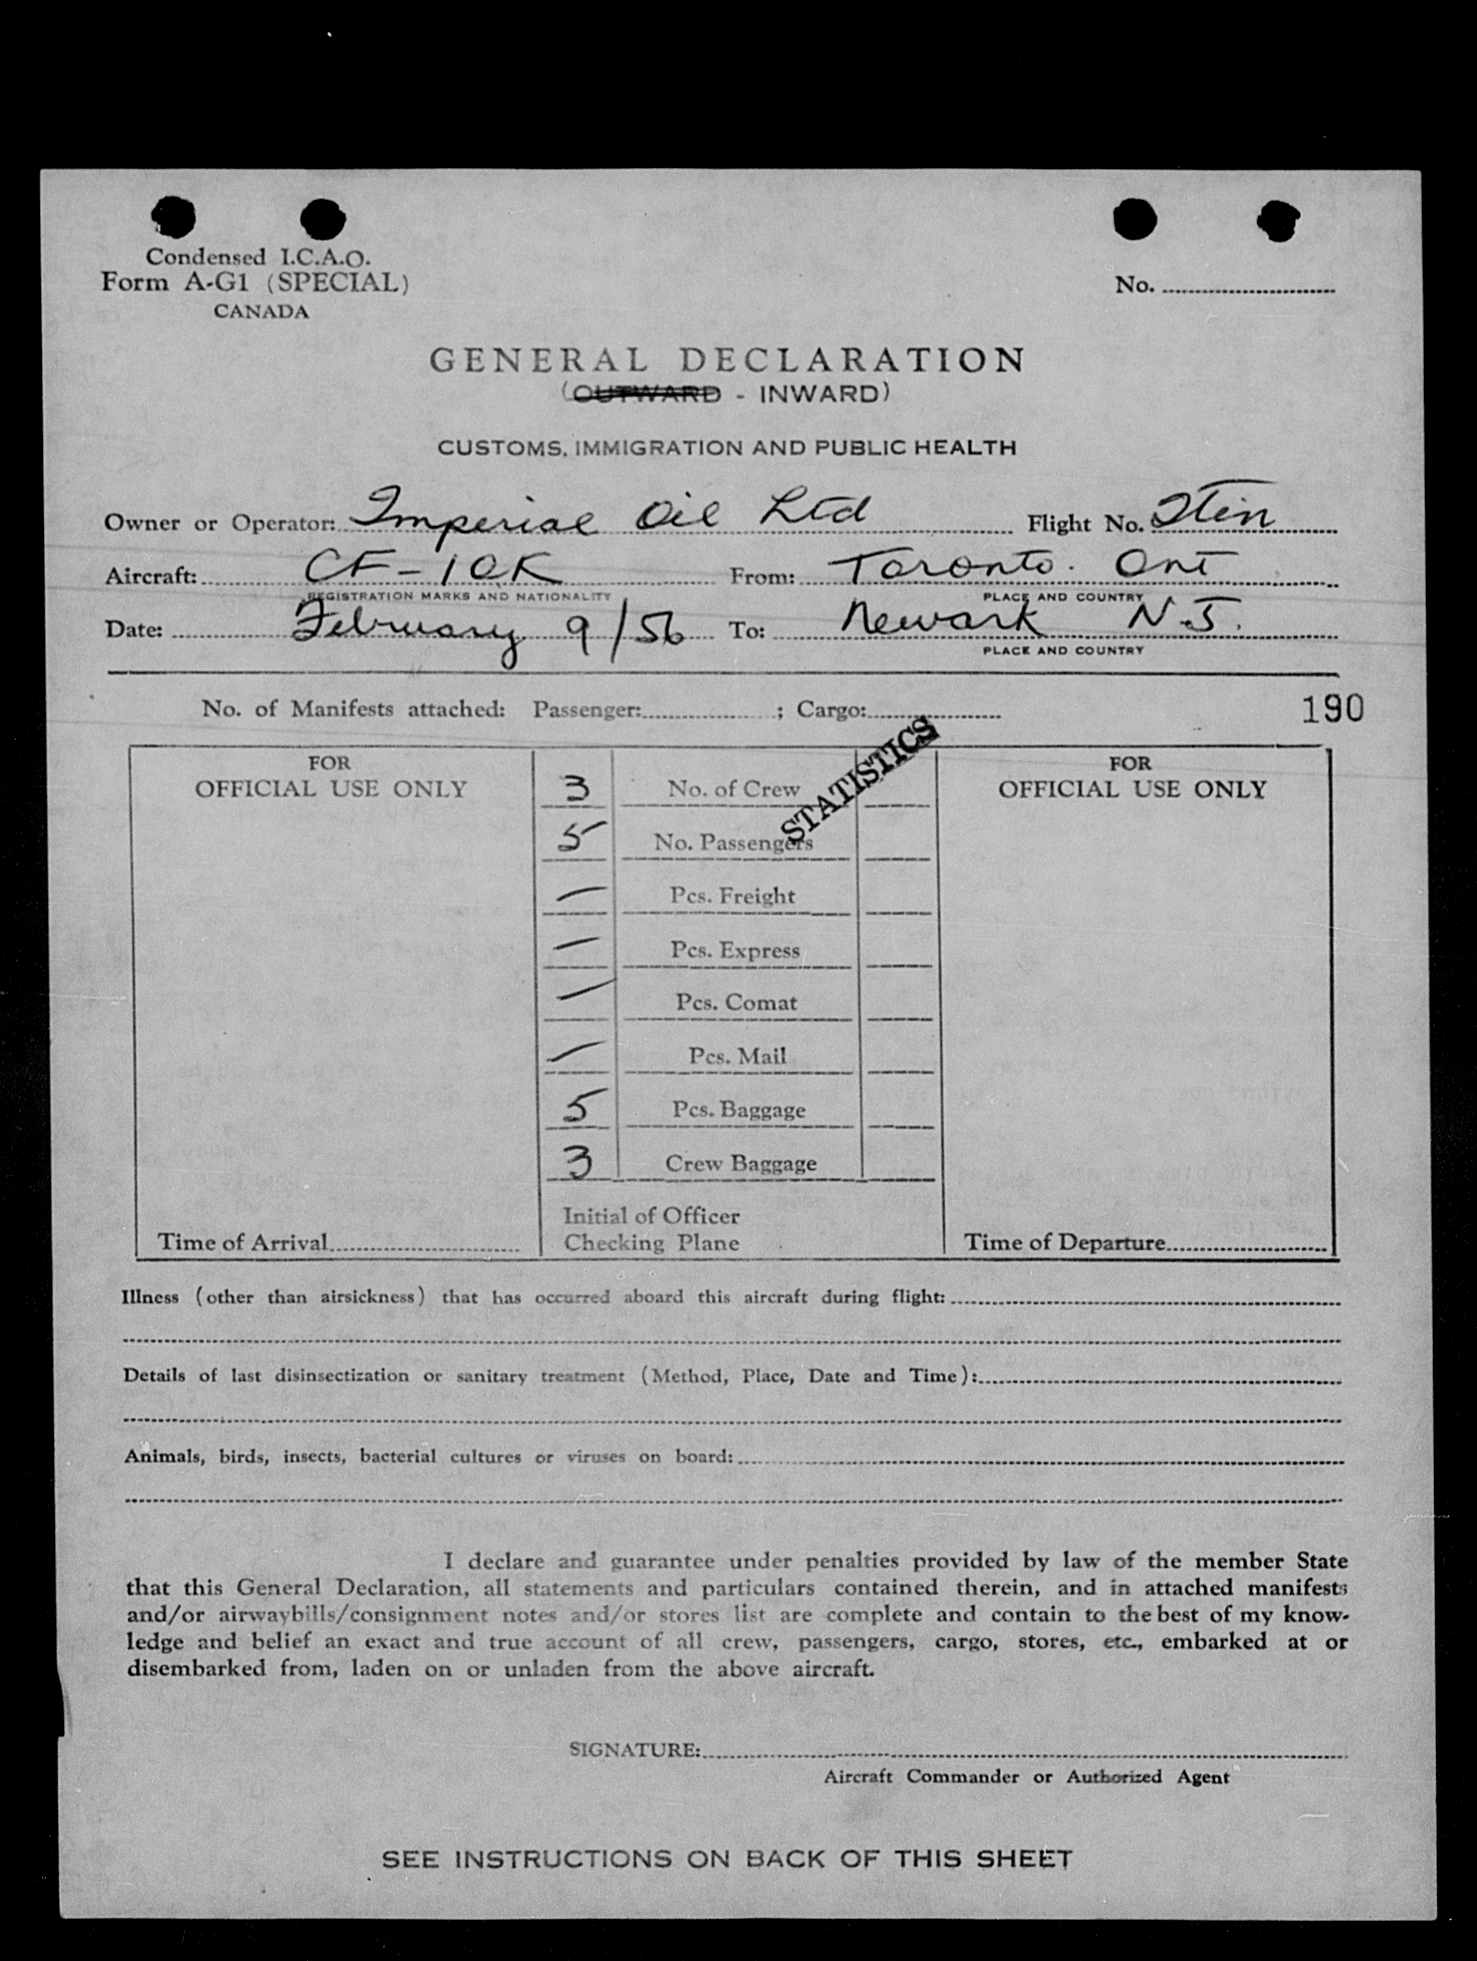 Condensed I.C.A.O.
Form A-G1 (SPECIAL)
CANADA
No.
GENERAL DECLARATION
(OUTWARD - INWARD)
CUSTOMS, IMMIGRATION AND PUBLIC HEALTH
Owner or Operator: Imperial Oil Ltd Flight No. Itin
Aircraft: CF-IOK From: Toronto. Ont
REGISTRATION MARKS AND NATIONALITY PLACE AND COUNTRY
Date: February 9/56 To: Newark N.J.
PLACE AND COUNTRY
No. of Manifests attached: Passenger: ; Cargo:
190
STATISTICS
FOR
OFFICIAL USE ONLY
3 No. of Crew
5 No. Passengers
— Pcs. Freight
— Pcs. Express
— Pcs. Comat
— Pcs. Mail
5 Pcs. Baggage
3 Crew Baggage
Initial of Officer
Checking Plane
Time of Arrival
FOR
OFFICIAL USE ONLY
Time of Departure
Illness (other than airsickness) that has occurred aboard this aircraft during flight:
Details of last disinsectization or sanitary treatment (Method, Place, Date and Time):
Animals, birds, insects, bacterial cultures or viruses on board:
I declare and guarantee under penalties provided by law of the member State
that this General Declaration, all statements and particulars contained therein, and in attached manifests
and/or airwaybills/consignment notes and/or stores list are complete and contain to the best of my know-
ledge and belief an exact and true account of all crew, passengers, cargo, stores, etc., embarked at or
disembarked from, laden on or unladen from the above aircraft.
SIGNATURE:
Aircraft Commander or Authorized Agent
SEE INSTRUCTIONS ON BACK OF THIS SHEET